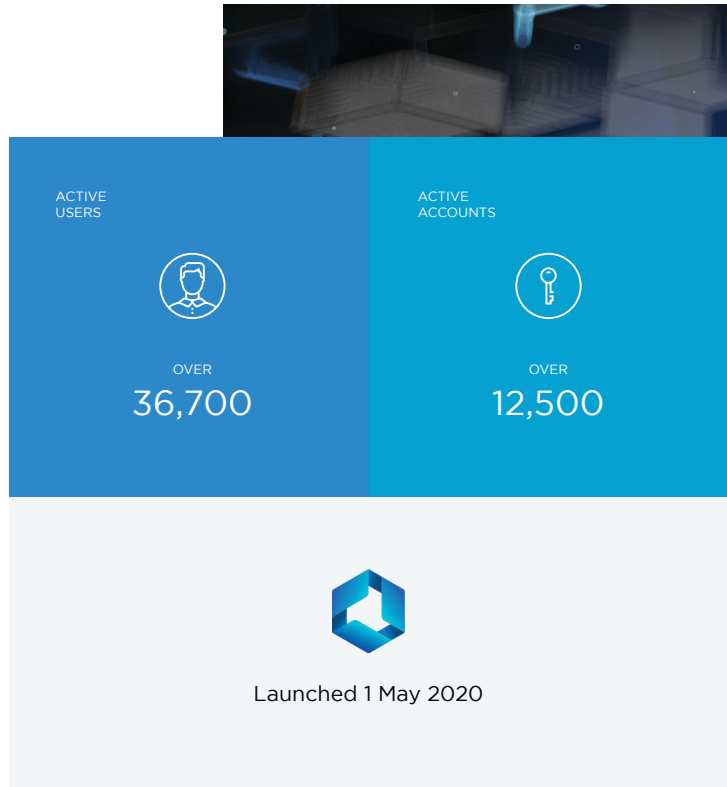 ACTIVE
USERS
OVER
36,700
ACTIVE
ACCOUNTS
OVER
12,500
Launched 1 May 2020